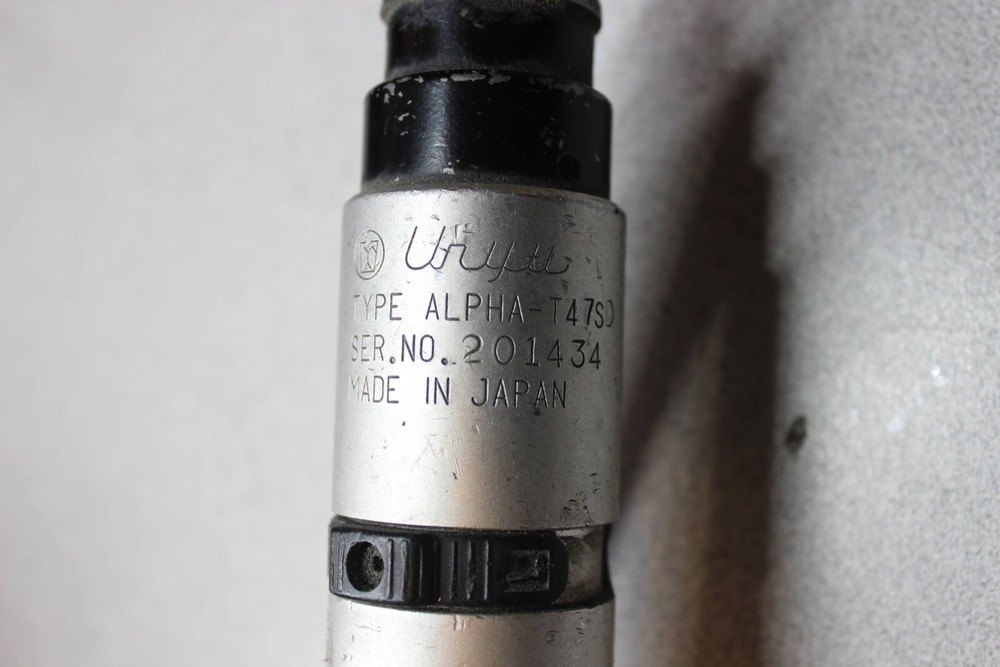 Uryu
TYPE ALPHA-T47SD
SER.NO.201434
MADE IN JAPAN